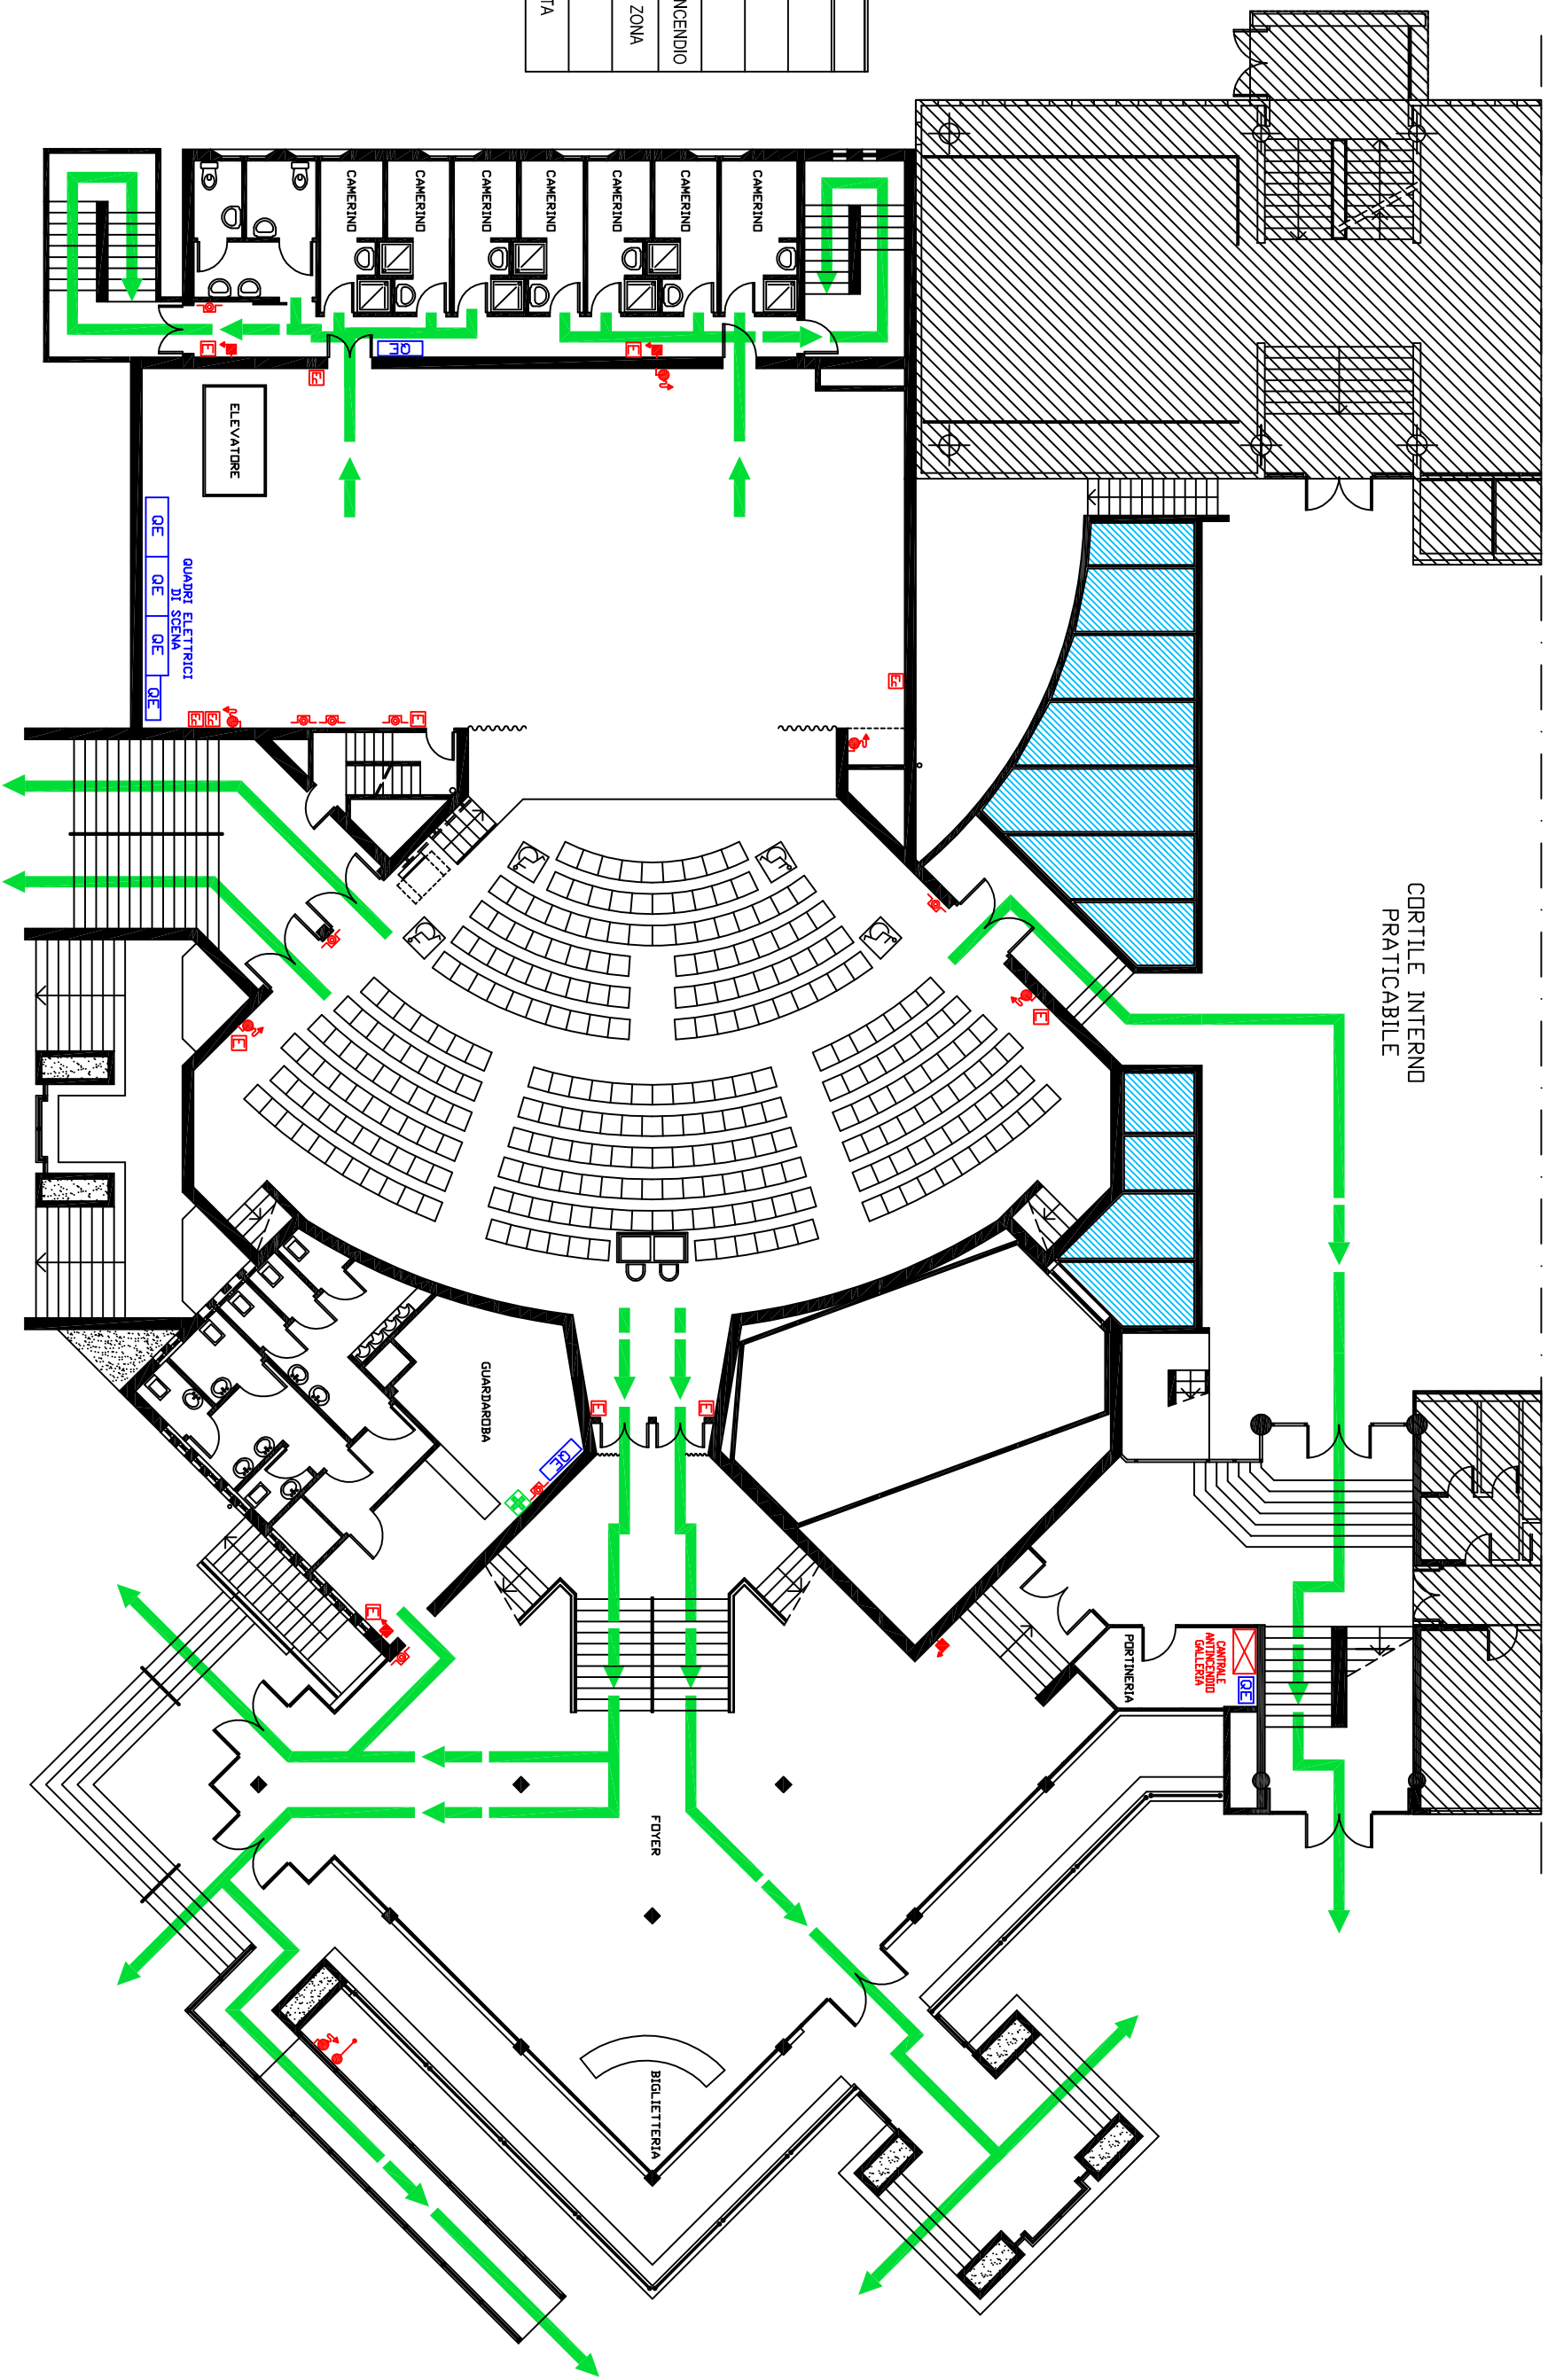 TA
ZONA
NCENDIO
CAMERINO
CAMERINO
CAMERINO
CAMERINO
CAMERINO
CAMERINO
CAMERINO
E
QE
E
E
ELEVATORE
QE
QE
QE
QE
QUADRI ELETTRICI
DI SCENA
E
E
E
E
CORTILE INTERNO
PRATICABILE
E
E
GUARDAROBA
E
E
QE
E
PORTINERIA
CANTRALE
ANTINCENDIO
GALLERIA
QE
FOYER
BIGLIETTERIA